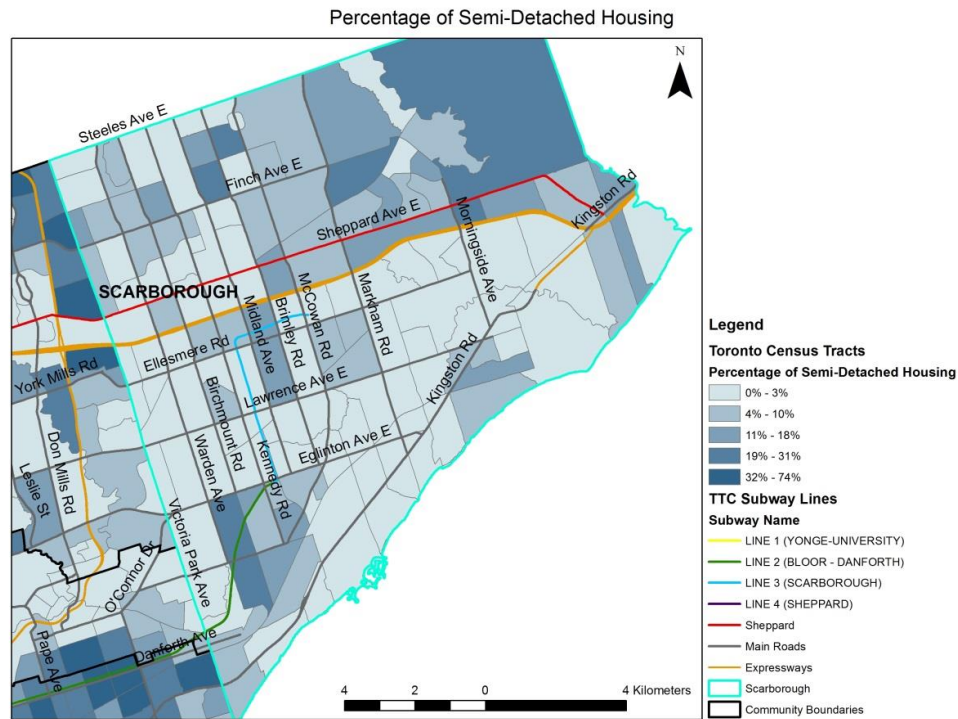 Percentage of Semi-Detached Housing
N
Steeles Ave E
Finch Ave E
Sheppard Ave E
Kingston Rd
Morningside Ave
SCARBOROUGH
Midland Ave
Brimley Rd
McCowan Rd
Markham Rd
York Mills Rd
Ellesmere Rd
Lawrence Ave E
Kingston Rd
Birchmount Rd
Eglinton Ave E
Leslie St
Don Mills Rd
Warden Ave
Kennedy Rd
Victoria Park Ave
O'Connor Dr
Pape Ave
Danforth Ave
4 2 0 4 Kilometers
Legend
Toronto Census Tracts
Percentage of Semi-Detached Housing
0% - 3%
4% - 10%
11% - 18%
19% - 31%
32% - 74%
TTC Subway Lines
Subway Name
LINE 1 (YONGE-UNIVERSITY)
LINE 2 (BLOOR - DANFORTH)
LINE 3 (SCARBOROUGH)
LINE 4 (SHEPPARD)
Sheppard
Main Roads
Expressways
Scarborough
Community Boundaries